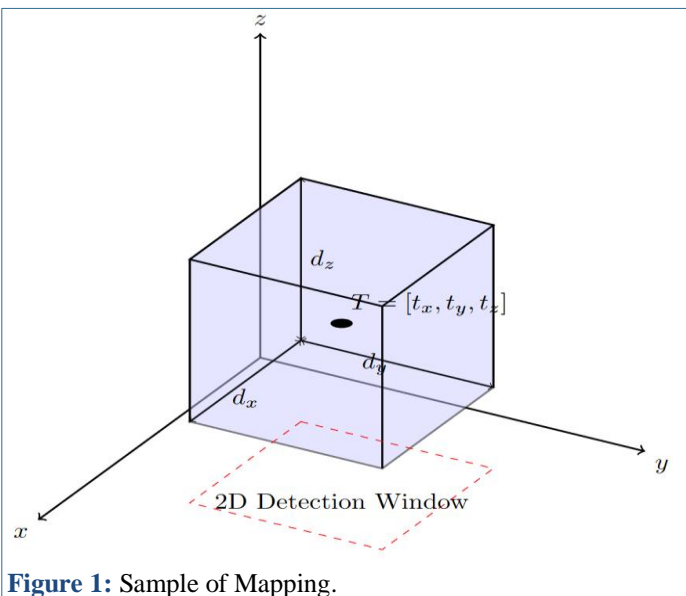 z
d_z
T = [t_x, t_y, t_z]
d_y
d_x
y
2D Detection Window
x
Figure 1: Sample of Mapping.